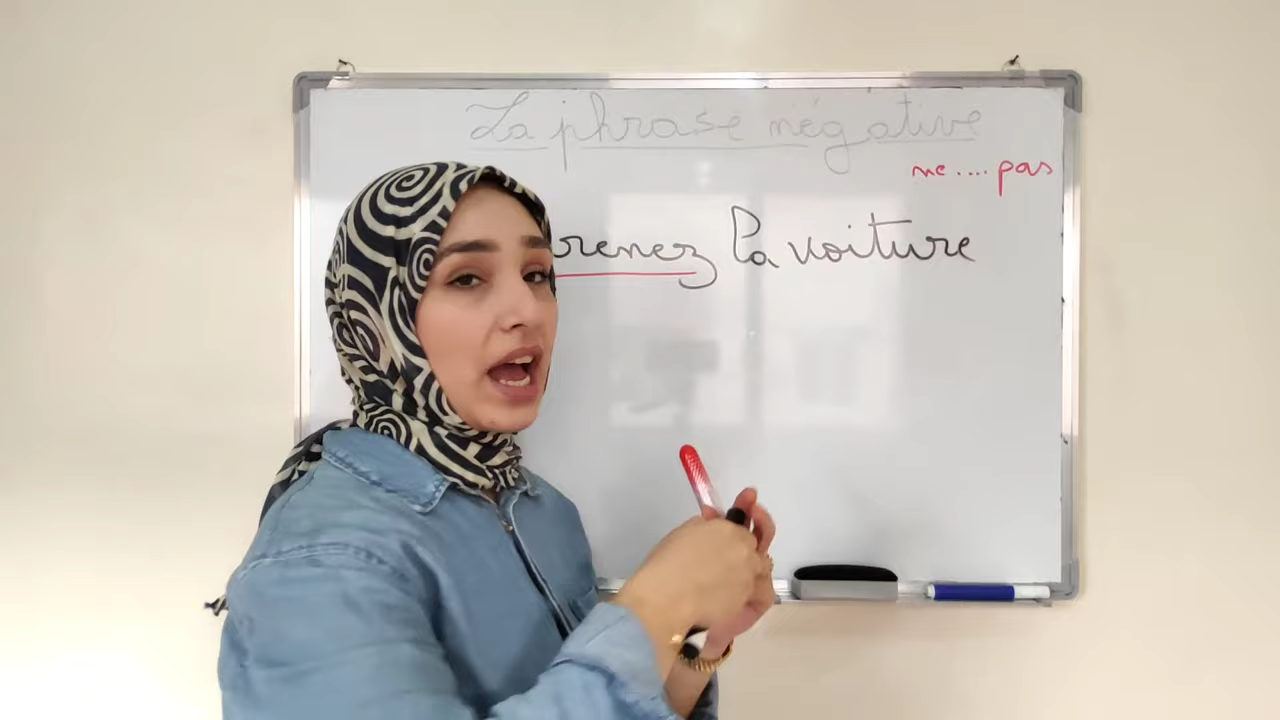 La phrase négative
ne .... pas
renez la voiture